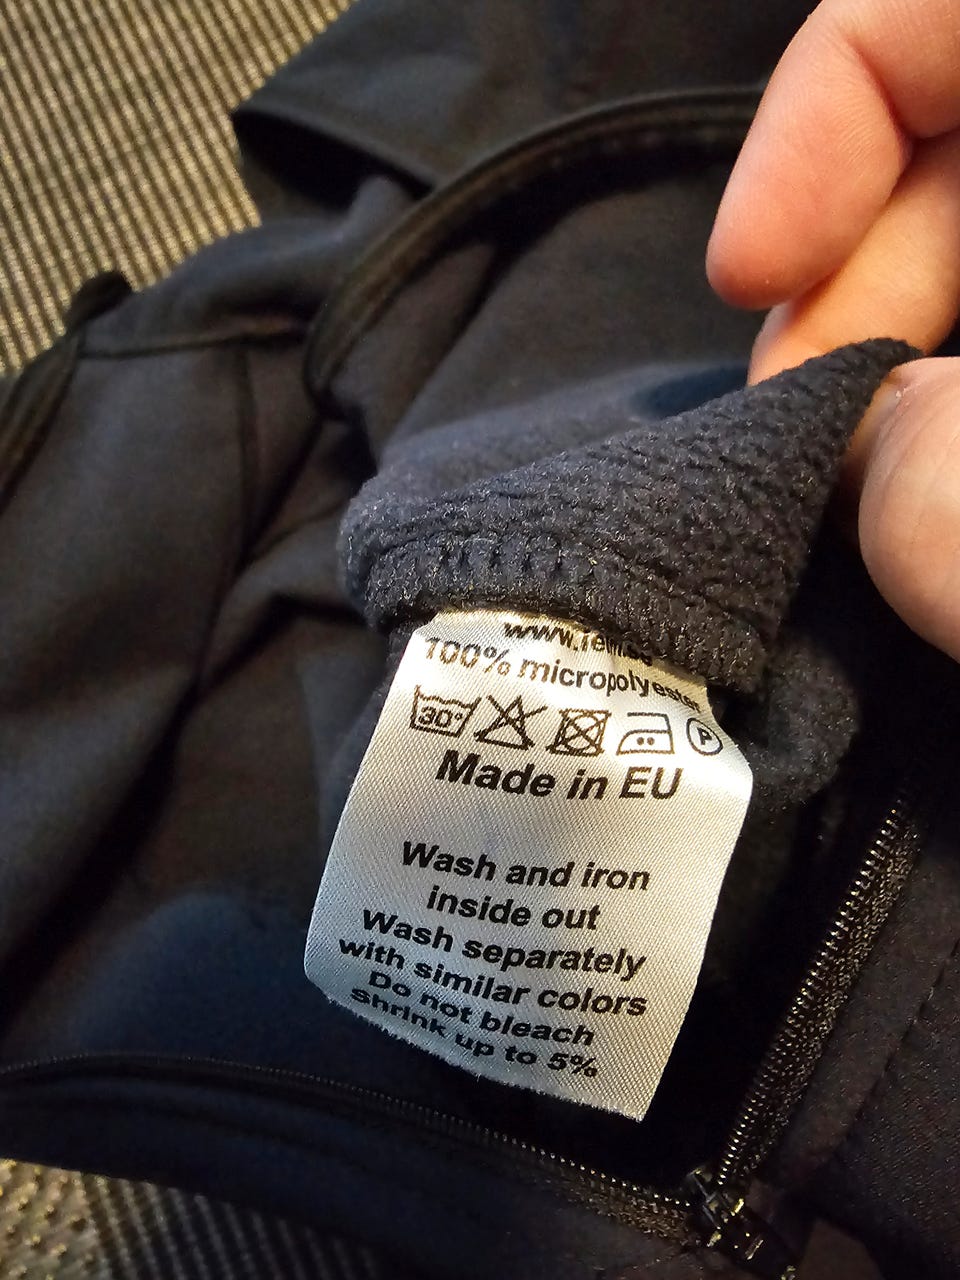 100% micropolyester
30° P
Made in EU
Wash and iron
inside out
Wash separately
with similar colors
Do not bleach
Shrink up to 5%